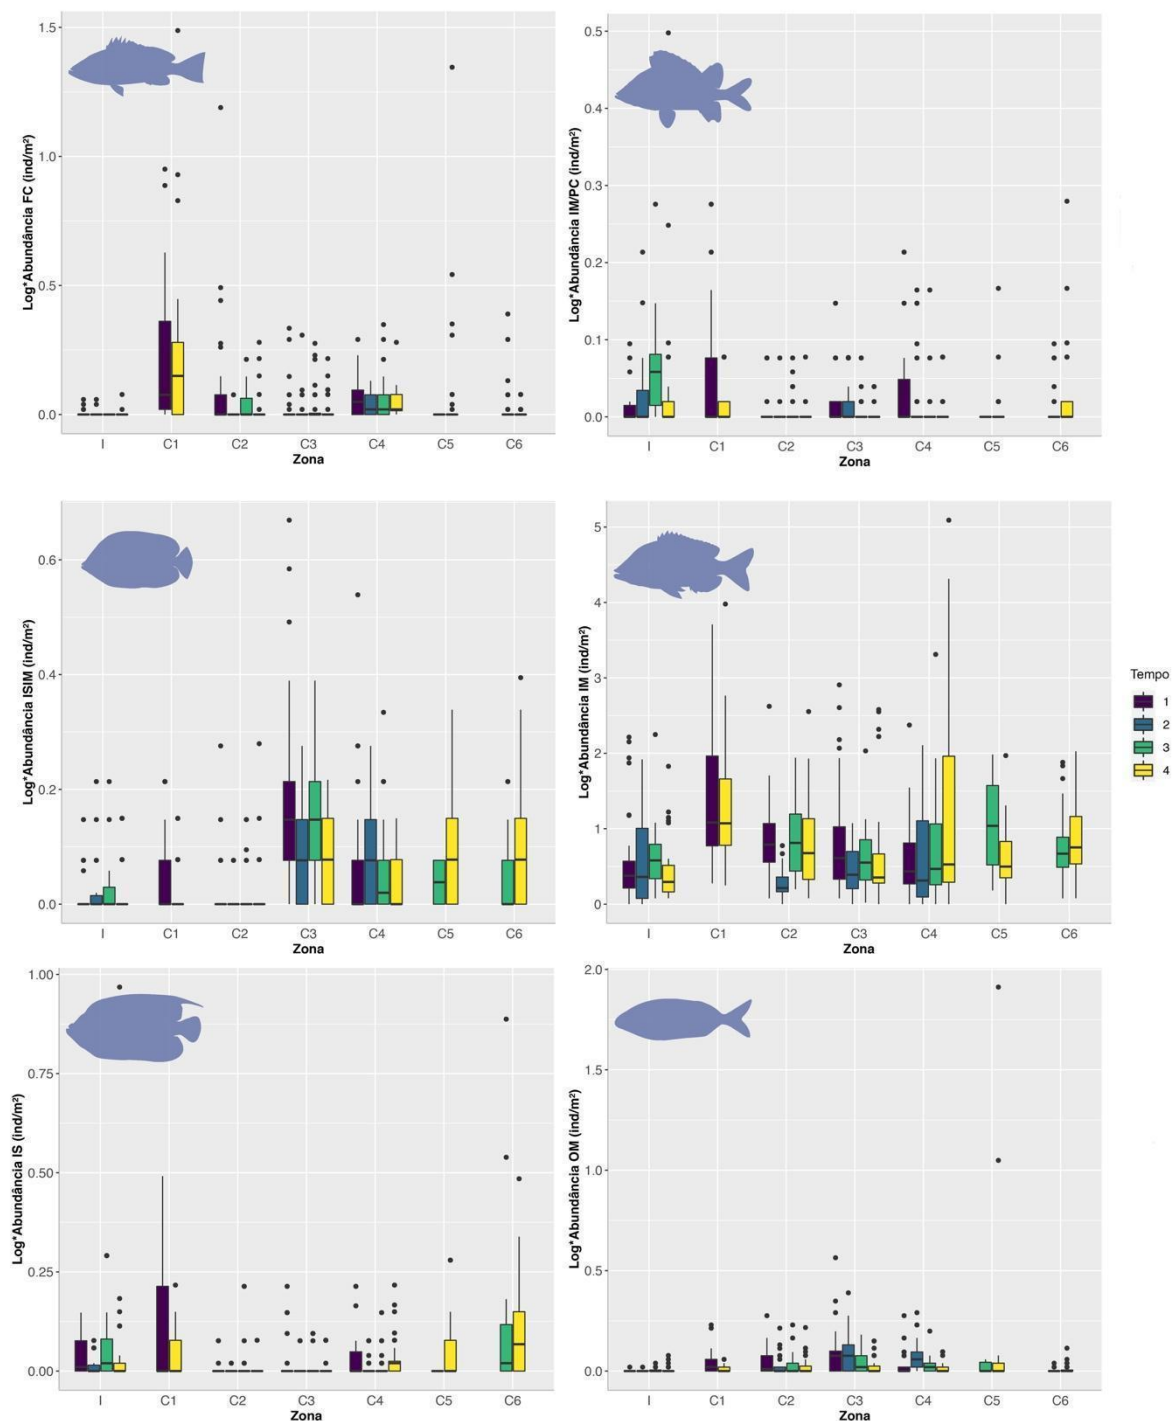 1.5
1.0
0.5
0.0
Log*Abundância FC (ind/m²)
I C1 C2 C3 C4 C5 C6
Zona
0.5
0.4
0.3
0.2
0.1
0.0
Log*Abundância IM/PC (ind/m²)
I C1 C2 C3 C4 C5 C6
Zona
0.6
0.4
0.2
0.0
Log*Abundância ISIM (ind/m²)
I C1 C2 C3 C4 C5 C6
Zona
5
4
3
2
1
0
Log*Abundância IM (ind/m²)
I C1 C2 C3 C4 C5 C6
Zona
Tempo
1
2
3
4
1.00
0.75
0.50
0.25
0.00
Log*Abundância IS (ind/m²)
I C1 C2 C3 C4 C5 C6
Zona
2.0
1.5
1.0
0.5
0.0
Log*Abundância OM (ind/m²)
I C1 C2 C3 C4 C5 C6
Zona